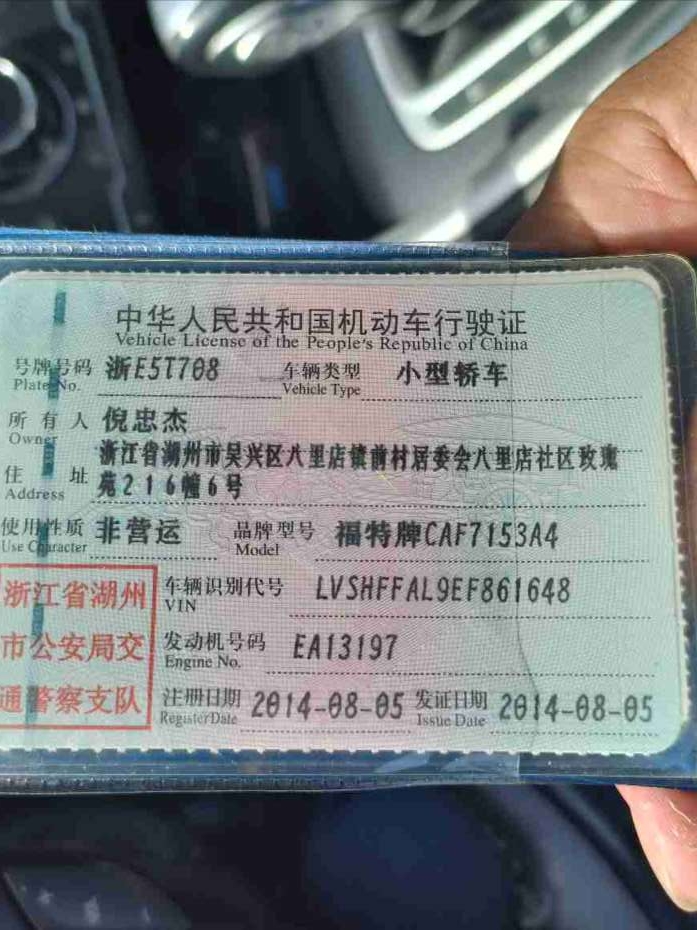 中华人民共和国机动车行驶证
Vehicle License of the People's Republic of China
号牌号码 浙E5T708 车辆类型 小型轿车
Plate No. Vehicle Type
所有人 倪忠杰
Owner
浙江省湖州市吴兴区八里店镇前村居委会八里店社区玫瑰
住址 苑216幢6号
Address
使用性质 非营运 品牌型号 福特牌CAF7153A4
Use Character Model
浙江省湖州 车辆识别代号 LVSHFFAL9EF861648
VIN
市公安局交 发动机号码 EA13197
Engine No.
通警察支队 注册日期 2014-08-05 发证日期 2014-08-05
Register Date Issue Date